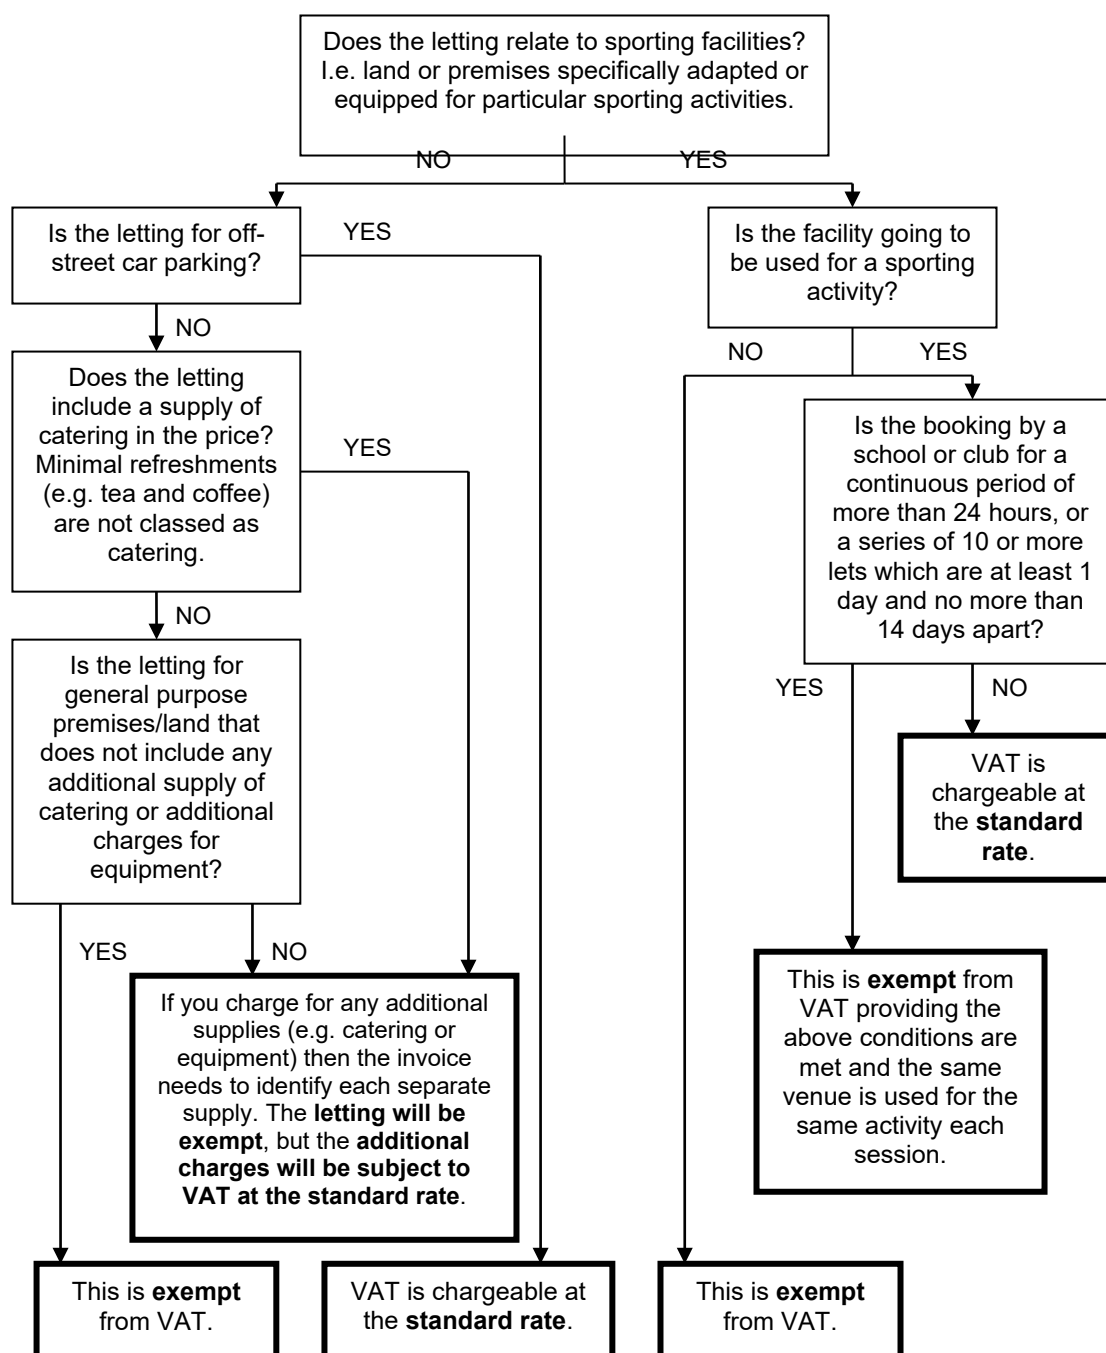 Does the letting relate to sporting facilities?
I.e. land or premises specifically adapted or
equipped for particular sporting activities.
NO
YES
Is the letting for off-
street car parking?
YES
NO
Does the letting
include a supply of
catering in the price?
Minimal refreshments
(e.g. tea and coffee)
are not classed as
catering.
YES
NO
Is the letting for
general purpose
premises/land that
does not include any
additional supply of
catering or additional
charges for
equipment?
YES
NO
If you charge for any additional
supplies (e.g. catering or
equipment) then the invoice
needs to identify each separate
supply. The letting will be
exempt, but the additional
charges will be subject to
VAT at the standard rate.
This is exempt
from VAT.
VAT is chargeable at
the standard rate.
Is the facility going to
be used for a sporting
activity?
NO
YES
Is the booking by a
school or club for a
continuous period of
more than 24 hours, or
a series of 10 or more
lets which are at least 1
day and no more than
14 days apart?
YES
NO
VAT is
chargeable at
the standard
rate.
This is exempt from
VAT providing the
above conditions are
met and the same
venue is used for the
same activity each
session.
This is exempt
from VAT.